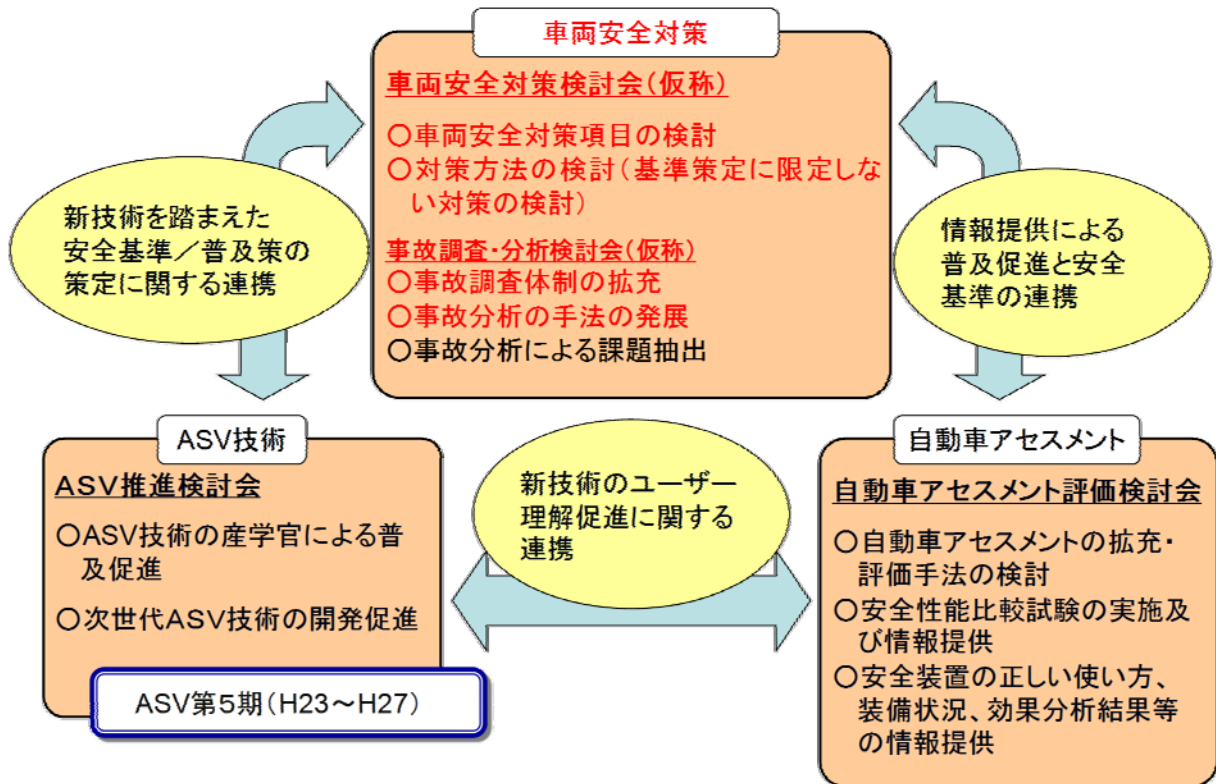 車両安全対策
車両安全対策検討会(仮称)
○車両安全対策項目の検討
○対策方法の検討(基準策定に限定しな
い対策の検討)
事故調査・分析検討会(仮称)
○事故調査体制の拡充
○事故分析の手法の発展
○事故分析による課題抽出
新技術を踏まえた
安全基準／普及策の
策定に関する連携
情報提供による
普及促進と安全
基準の連携
ASV技術
ASV推進検討会
○ASV技術の産学官による普
及促進
○次世代ASV技術の開発促進
ASV第5期(H23～H27)
新技術のユーザー
理解促進に関する
連携
自動車アセスメント
自動車アセスメント評価検討会
○自動車アセスメントの拡充・
評価手法の検討
○安全性能比較試験の実施及
び情報提供
○安全装置の正しい使い方、
装備状況、効果分析結果等
の情報提供